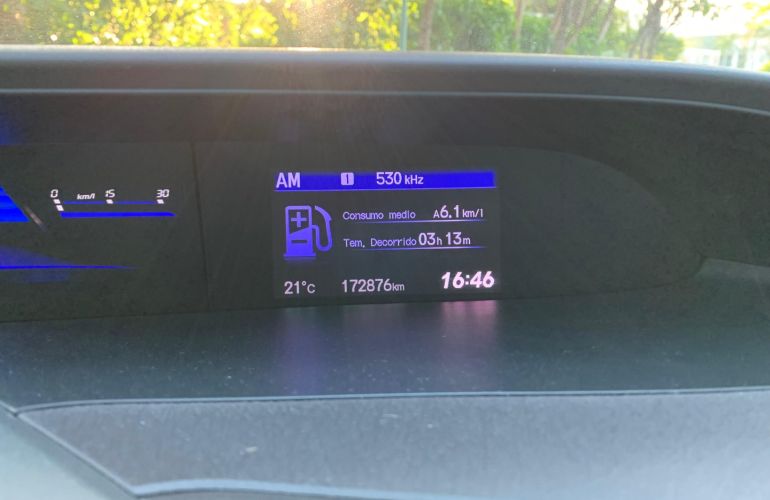 AM 1 530 kHz
0 km/l 15 30
Consumo medio A6.1 km/l
Tem. Decorrido 03h 13m
21°C 172876km 16:46